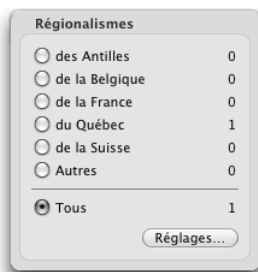 Régionalismes
des Antilles 0
de la Belgique 0
de la France 0
du Québec 1
de la Suisse 0
Autres 0
Tous 1
Réglages...